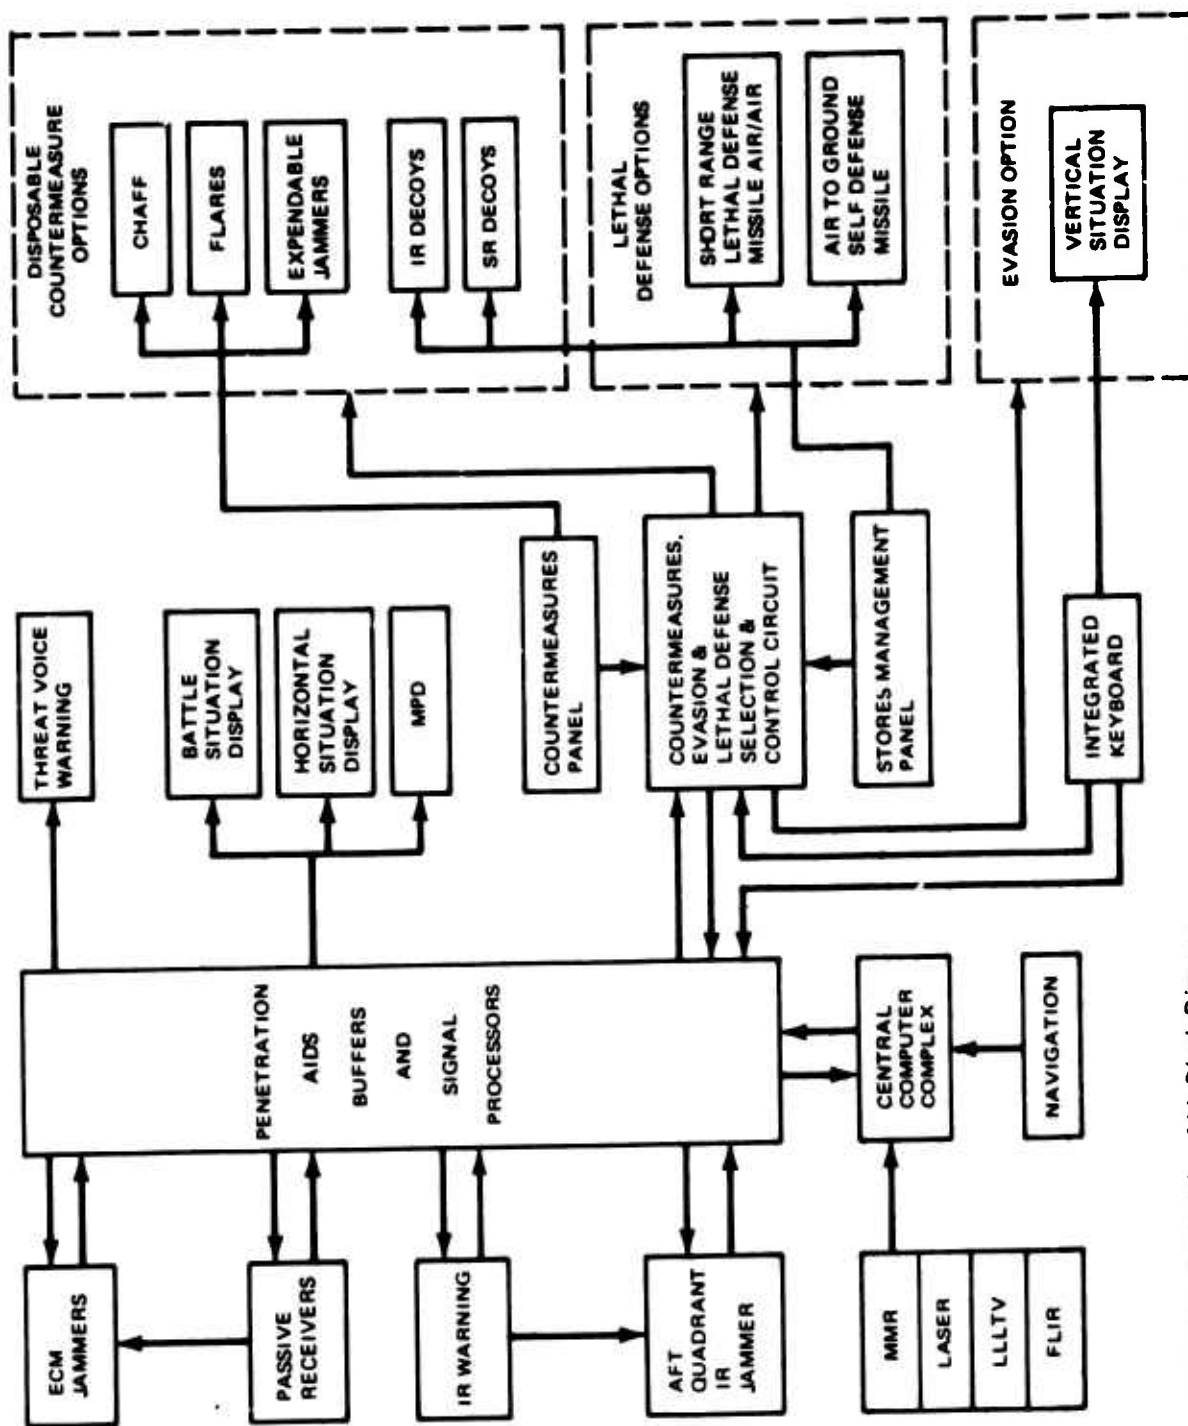 ECM
JAMMERS
PASSIVE
RECEIVERS
IR WARNING
AFT
QUADRANT
IR
JAMMER
MMR
LASER
LLLTV
FLIR
PENETRATION
AIDS
BUFFERS
AND
SIGNAL
PROCESSORS
CENTRAL
COMPUTER
COMPLEX
NAVIGATION
THREAT VOICE
WARNING
BATTLE
SITUATION
DISPLAY
HORIZONTAL
SITUATION
DISPLAY
MPD
COUNTERMEASURES
PANEL
COUNTERMEASURES,
EVASION &
LETHAL DEFENSE
SELECTION &
CONTROL CIRCUIT
STORES MANAGEMENT
PANEL
INTEGRATED
KEYBOARD
DISPOSABLE
COUNTERMEASURE
OPTIONS
CHAFF
FLARES
EXPENDABLE
JAMMERS
IR DECOYS
SR DECOYS
LETHAL
DEFENSE OPTIONS
SHORT RANGE
LETHAL DEFENSE
MISSILE AIR/AIR
AIR TO GROUND
SELF DEFENSE
MISSILE
EVASION OPTION
VERTICAL
SITUATION
DISPLAY